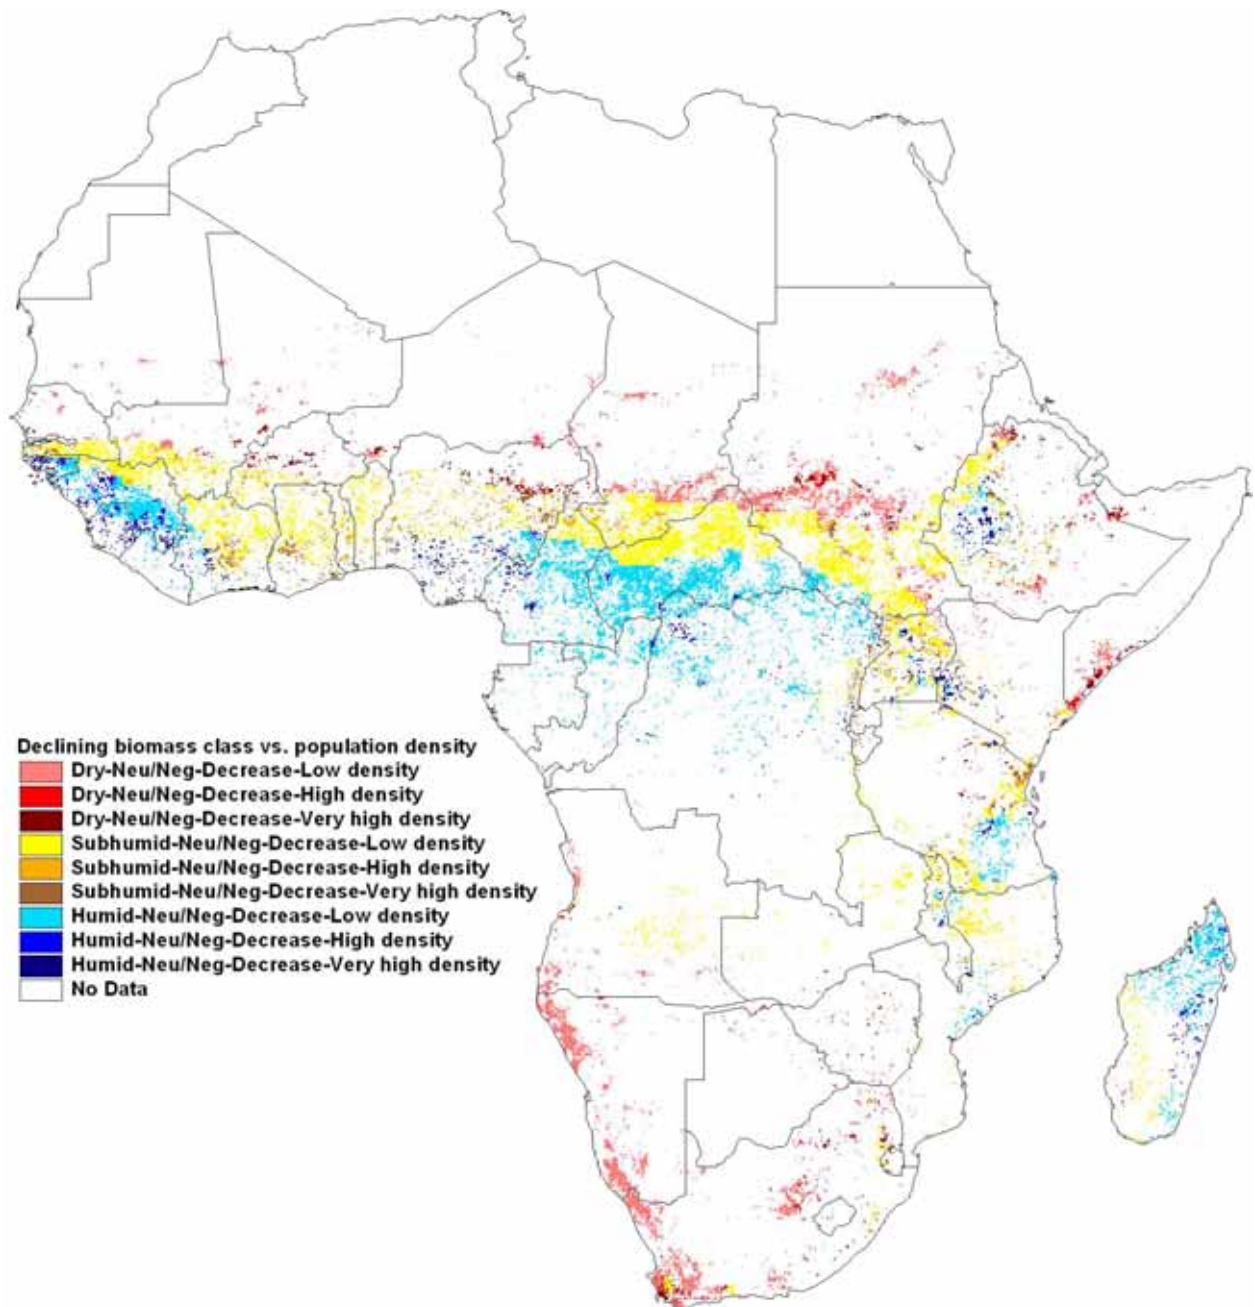 Declining biomass class vs. population density
Dry-Neu/Neg-Decrease-Low density
Dry-Neu/Neg-Decrease-High density
Dry-Neu/Neg-Decrease-Very high density
Subhumid-Neu/Neg-Decrease-Low density
Subhumid-Neu/Neg-Decrease-High density
Subhumid-Neu/Neg-Decrease-Very high density
Humid-Neu/Neg-Decrease-Low density
Humid-Neu/Neg-Decrease-High density
Humid-Neu/Neg-Decrease-Very high density
No Data